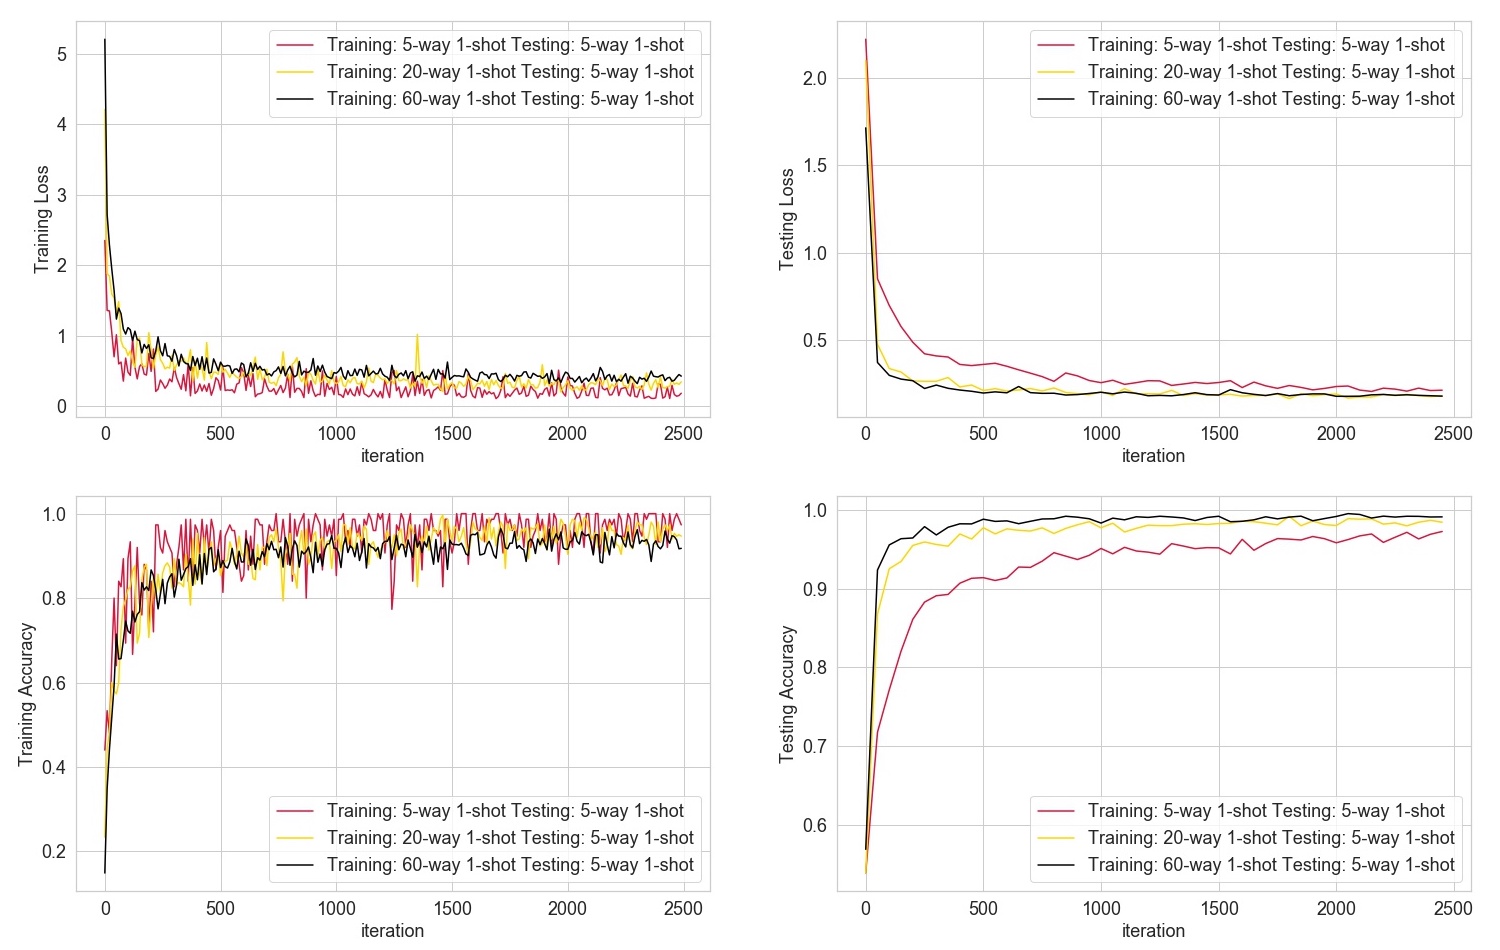 Training Loss
5
4
3
2
1
0
Training: 5-way 1-shot Testing: 5-way 1-shot
Training: 20-way 1-shot Testing: 5-way 1-shot
Training: 60-way 1-shot Testing: 5-way 1-shot
0 500 1000 1500 2000 2500
iteration
Testing Loss
2.0
1.5
1.0
0.5
Training: 5-way 1-shot Testing: 5-way 1-shot
Training: 20-way 1-shot Testing: 5-way 1-shot
Training: 60-way 1-shot Testing: 5-way 1-shot
0 500 1000 1500 2000 2500
iteration
Training Accuracy
1.0
0.8
0.6
0.4
0.2
Training: 5-way 1-shot Testing: 5-way 1-shot
Training: 20-way 1-shot Testing: 5-way 1-shot
Training: 60-way 1-shot Testing: 5-way 1-shot
0 500 1000 1500 2000 2500
iteration
Testing Accuracy
1.0
0.9
0.8
0.7
0.6
Training: 5-way 1-shot Testing: 5-way 1-shot
Training: 20-way 1-shot Testing: 5-way 1-shot
Training: 60-way 1-shot Testing: 5-way 1-shot
0 500 1000 1500 2000 2500
iteration